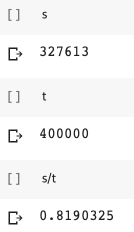 [ ] s
327613
[ ] t
400000
[ ] s/t
0.8190325